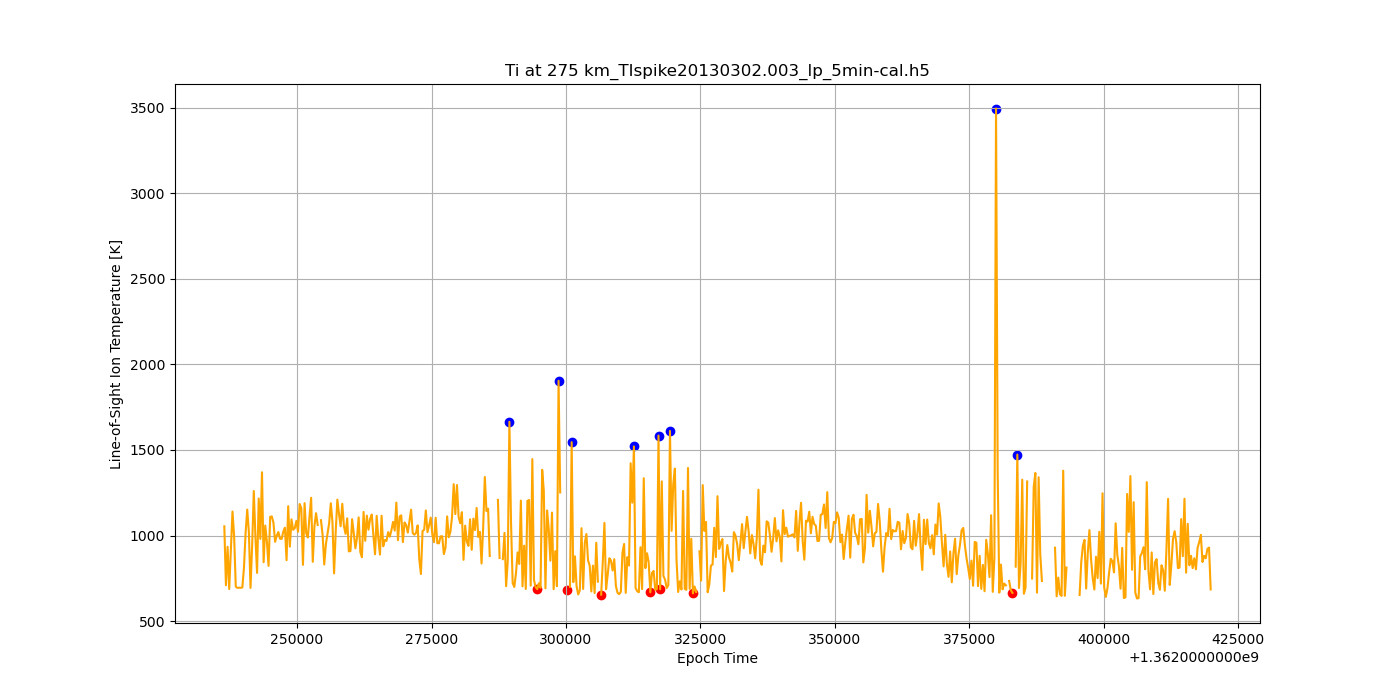 Ti at 275 km_TIspike20130302.003_lp_5min-cal.h5
Line-of-Sight Ion Temperature [K]
3500
3000
2500
2000
1500
1000
500
250000 275000 300000 325000 350000 375000 400000 425000
Epoch Time
+1.3620000000e9